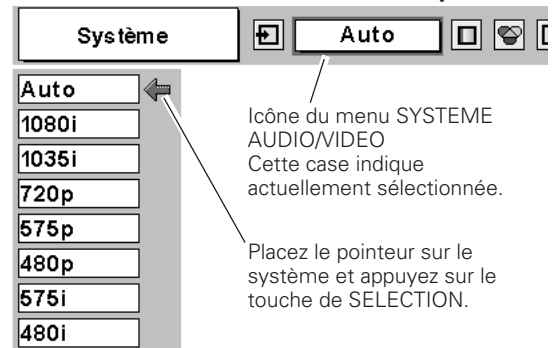 Système
Auto
Auto
1080i
1035i
720p
575p
480p
575i
480i
Icône du menu SYSTEME
AUDIO/VIDEO
Cette case indique
actuellement sélectionnée.
Placez le pointeur sur le
système et appuyez sur le
touche de SELECTION.